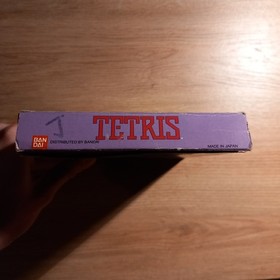 TETRIS
BAN
DAI
DISTRIBUTED BY BANDAI
MADE IN JAPAN